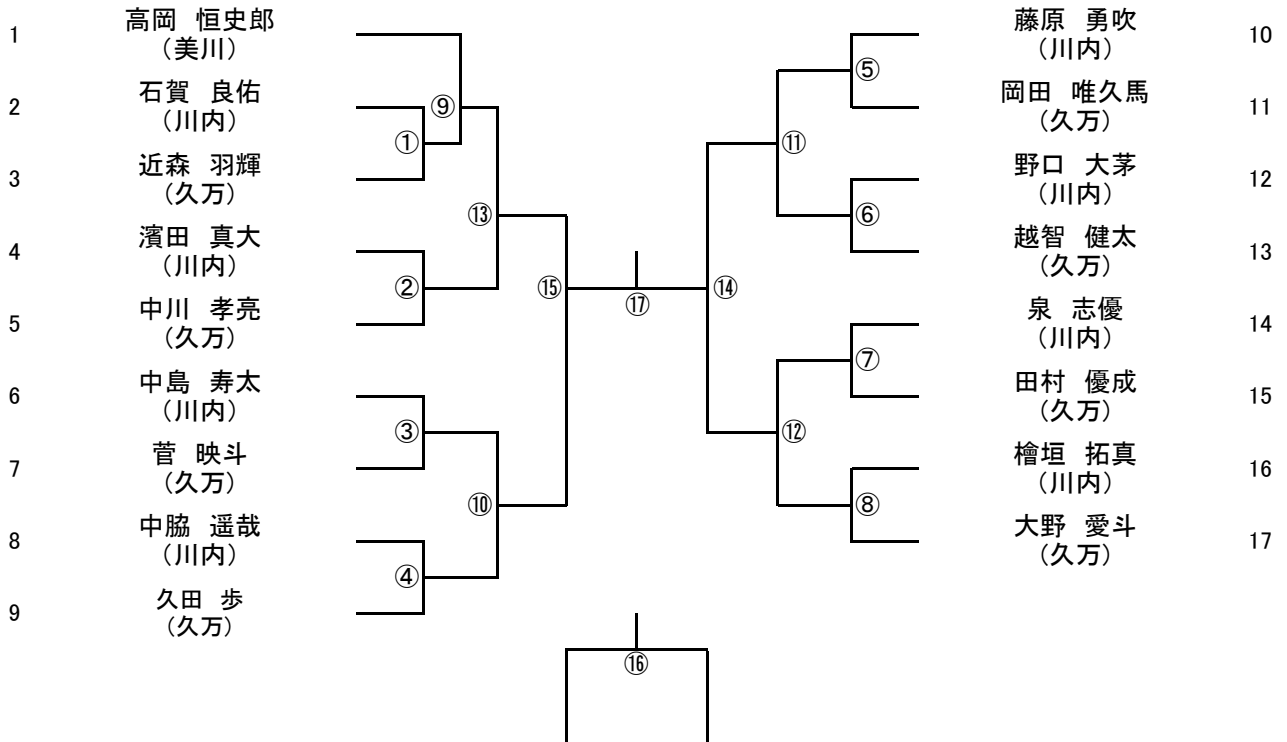 1
高岡 恒史郎
(美川)
2
石賀 良佑
(川内)
3
近森 羽輝
(久万)
4
濱田 真大
(川内)
5
中川 孝亮
(久万)
6
中島 寿太
(川内)
7
菅 映斗
(久万)
8
中脇 遥哉
(川内)
9
久田 歩
(久万)
⑨
①
⑬
②
⑮
③
⑩
④
⑰
⑯
⑤
⑪
⑥
⑭
⑦
⑫
⑧
藤原 勇吹
(川内)
10
岡田 唯久馬
(久万)
11
野口 大茅
(川内)
12
越智 健太
(久万)
13
泉 志優
(川内)
14
田村 優成
(久万)
15
檜垣 拓真
(川内)
16
大野 愛斗
(久万)
17